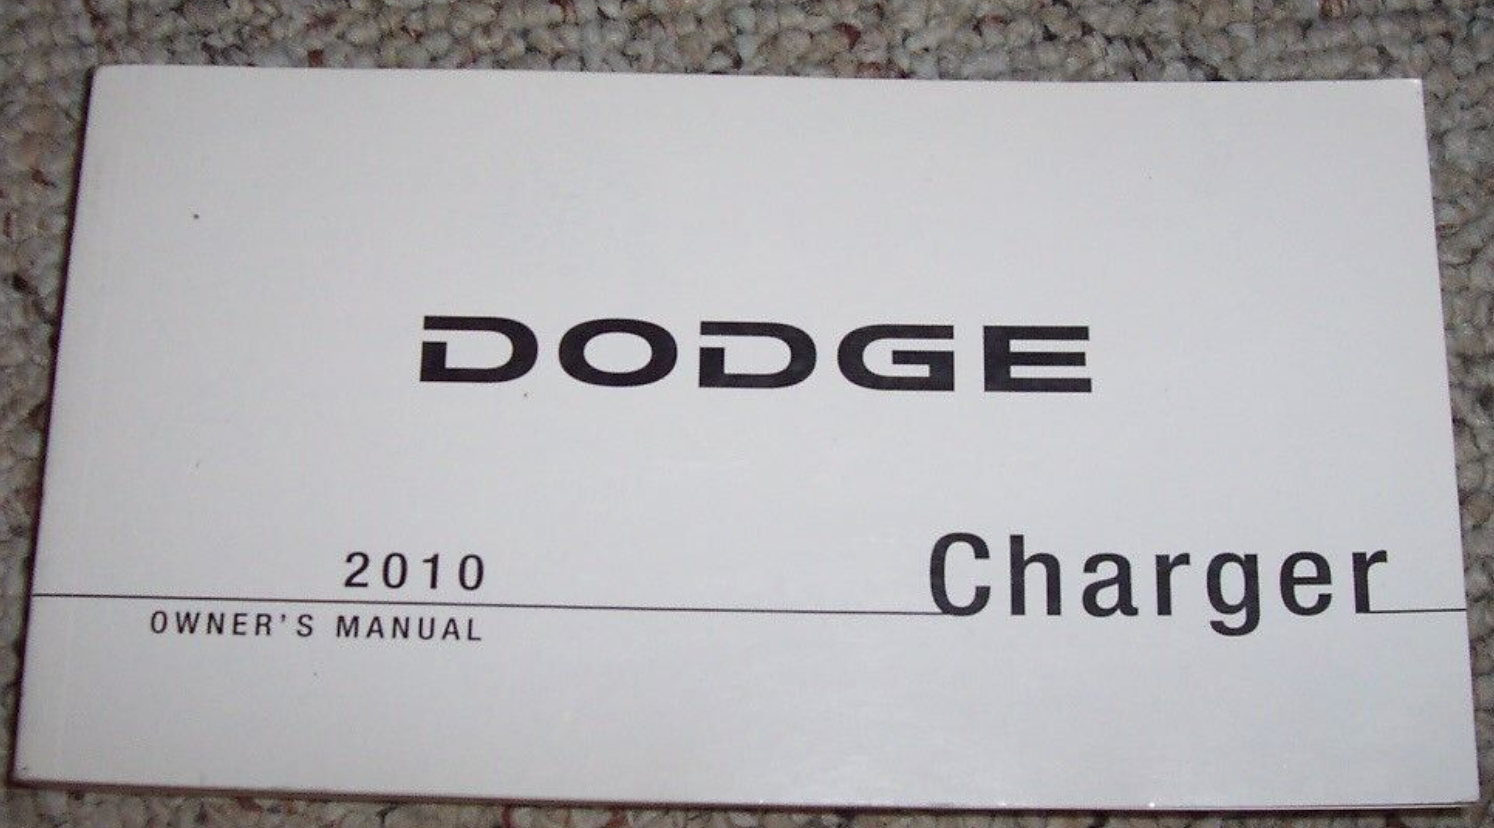 DODGE
2010
Charger
OWNER'S MANUAL